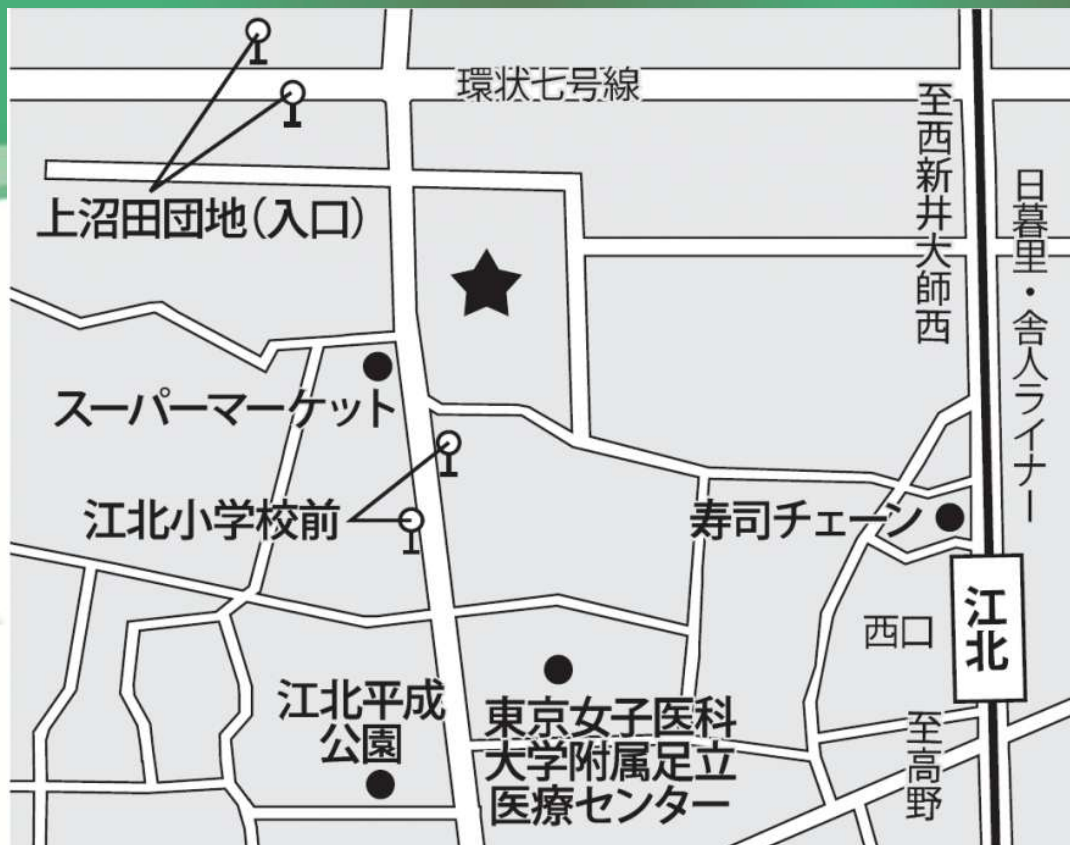 環状七号線
至西新井大師西
日暮里・舎人ライナー
上沼田団地(入口)
スーパーマーケット
江北小学校前
寿司チェーン
江北
西口
江北平成
公園
東京女子医科
大学附属足立
医療センター
至高野